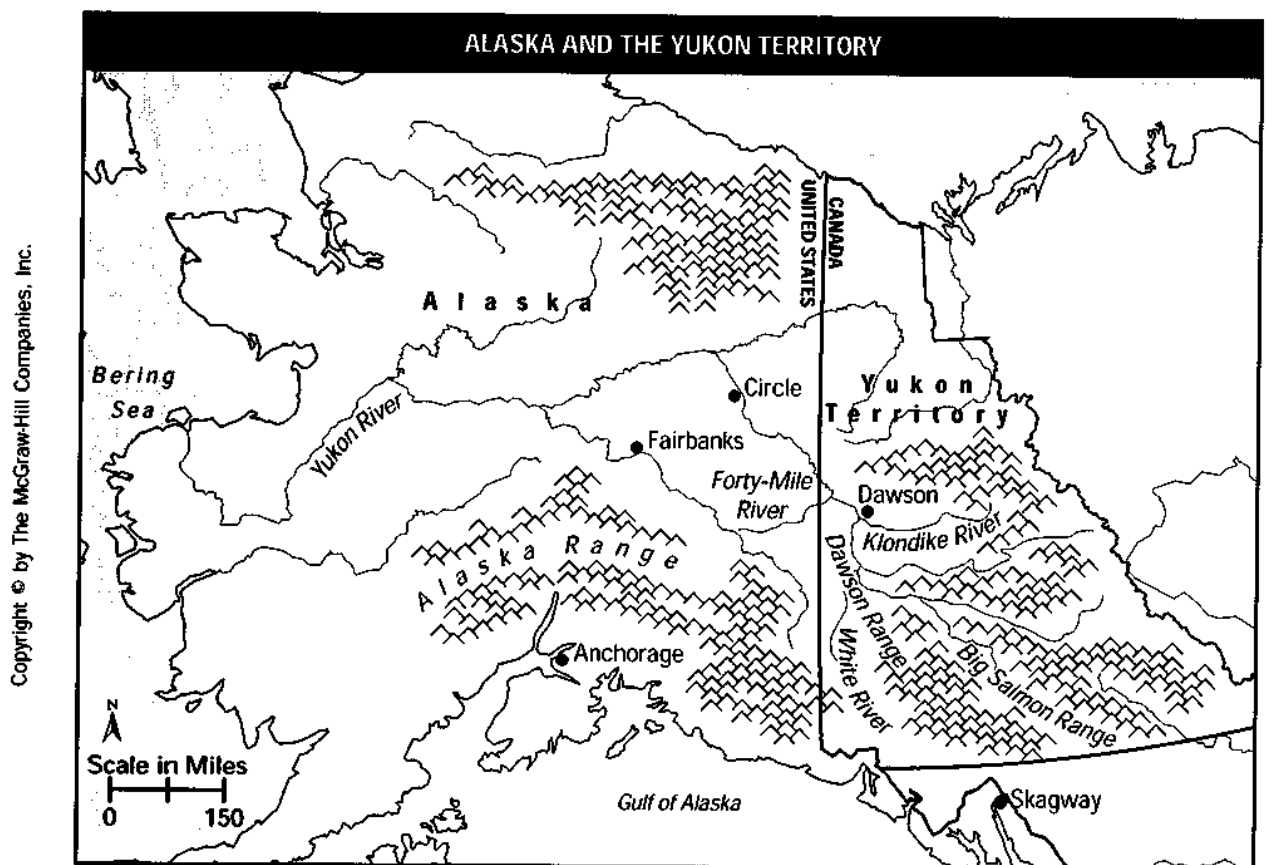 ALASKA AND THE YUKON TERRITORY
UNITED STATES
CANADA
Alaska
Bering
Sea
Yukon River
Circle
Yukon
Territory
Fairbanks
Forty-Mile
River
Dawson
Klondike River
Alaska Range
Dawson Range
White River
Big Salmon Range
Anchorage
N
Scale in Miles
0 150
Gulf of Alaska
Skagway
Copyright © by The McGraw-Hill Companies, Inc.